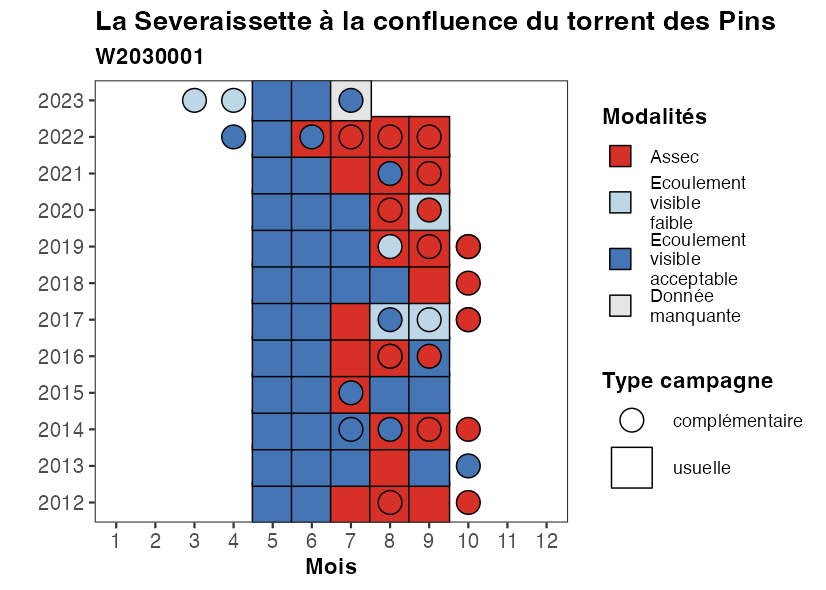 La Severaissette à la confluence du torrent des Pins
W2030001
2023
2022
2021
2020
2019
2018
2017
2016
2015
2014
2013
2012
1 2 3 4 5 6 7 8 9 10 11 12
Mois
Modalités
Assec
Ecoulement
visible
faible
Ecoulement
visible
acceptable
Donnée
manquante
Type campagne
complémentaire
usuelle